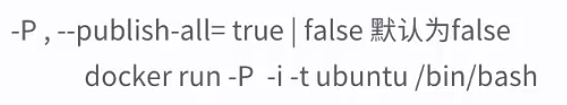 -P , --publish-all= true | false 默认为false
docker run -P -i -t ubuntu /bin/bash